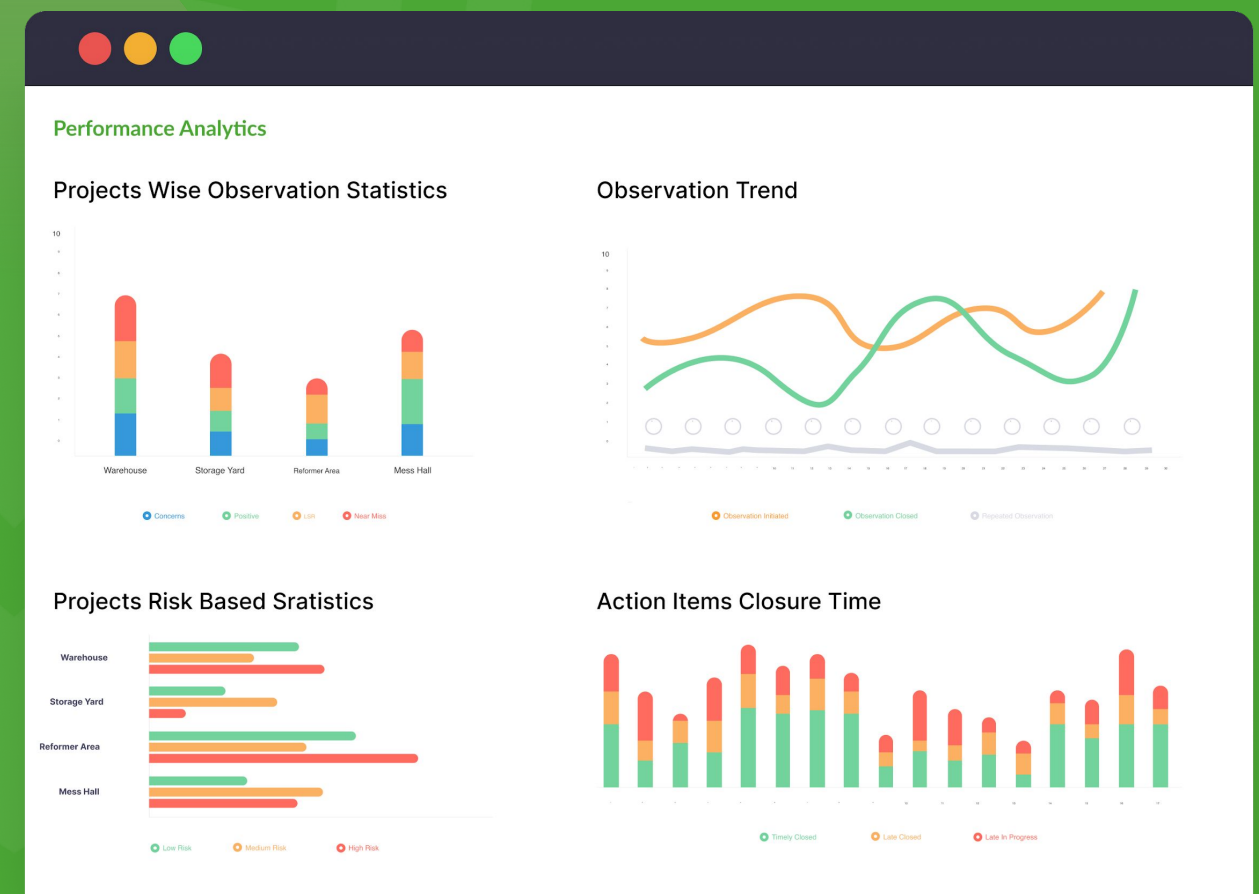 Performance Analytics
Projects Wise Observation Statistics
10
Warehouse
Storage Yard
Reformer Area
Mess Hall
Concerns
Positive
Near Miss
Observation Trend
10
Observation Initiated
Observation Closed
Repeated Observation
Projects Risk Based Sratistics
Warehouse
Storage Yard
Reformer Area
Mess Hall
Low Risk
Medium Risk
High Risk
Action Items Closure Time
Timely Closed
Late Closed
Late In Progress